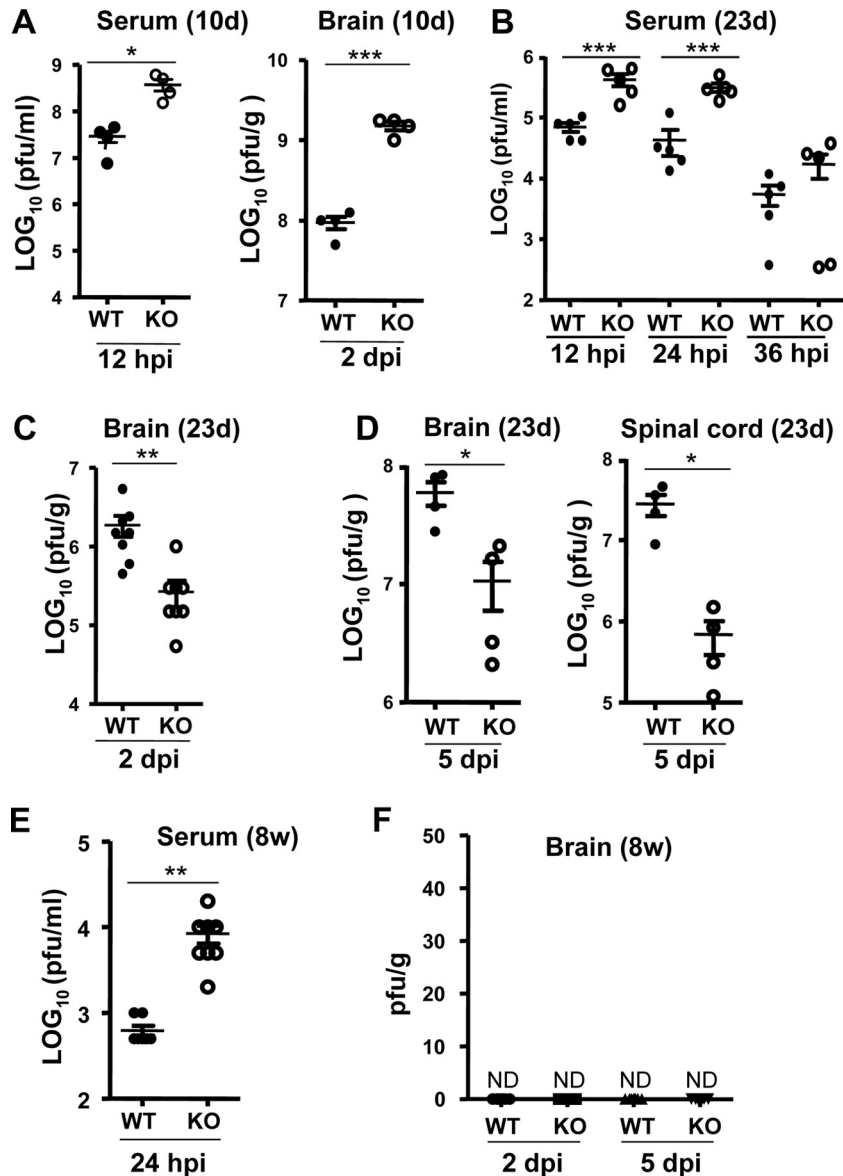 A
Serum (10d)
*
LOG10 (pfu/ml)
9
8
7
6
5
4
WT KO
12 hpi
Brain (10d)
***
LOG10 (pfu/g)
10
9
8
7
WT KO
2 dpi
B
Serum (23d)
*** ***
LOG10 (pfu/ml)
6
5
4
3
2
WT KO WT KO WT KO
12 hpi 24 hpi 36 hpi
C
Brain (23d)
**
LOG10 (pfu/g)
7
6
5
4
WT KO
2 dpi
D
Brain (23d)
*
LOG10 (pfu/g)
8
7
6
WT KO
5 dpi
Spinal cord (23d)
*
LOG10 (pfu/g)
8
7
6
5
WT KO
5 dpi
E
Serum (8w)
**
LOG10 (pfu/ml)
5
4
3
2
WT KO
24 hpi
F
Brain (8w)
pfu/g
50
40
30
20
10
0
ND ND ND ND
WT KO WT KO
2 dpi 5 dpi